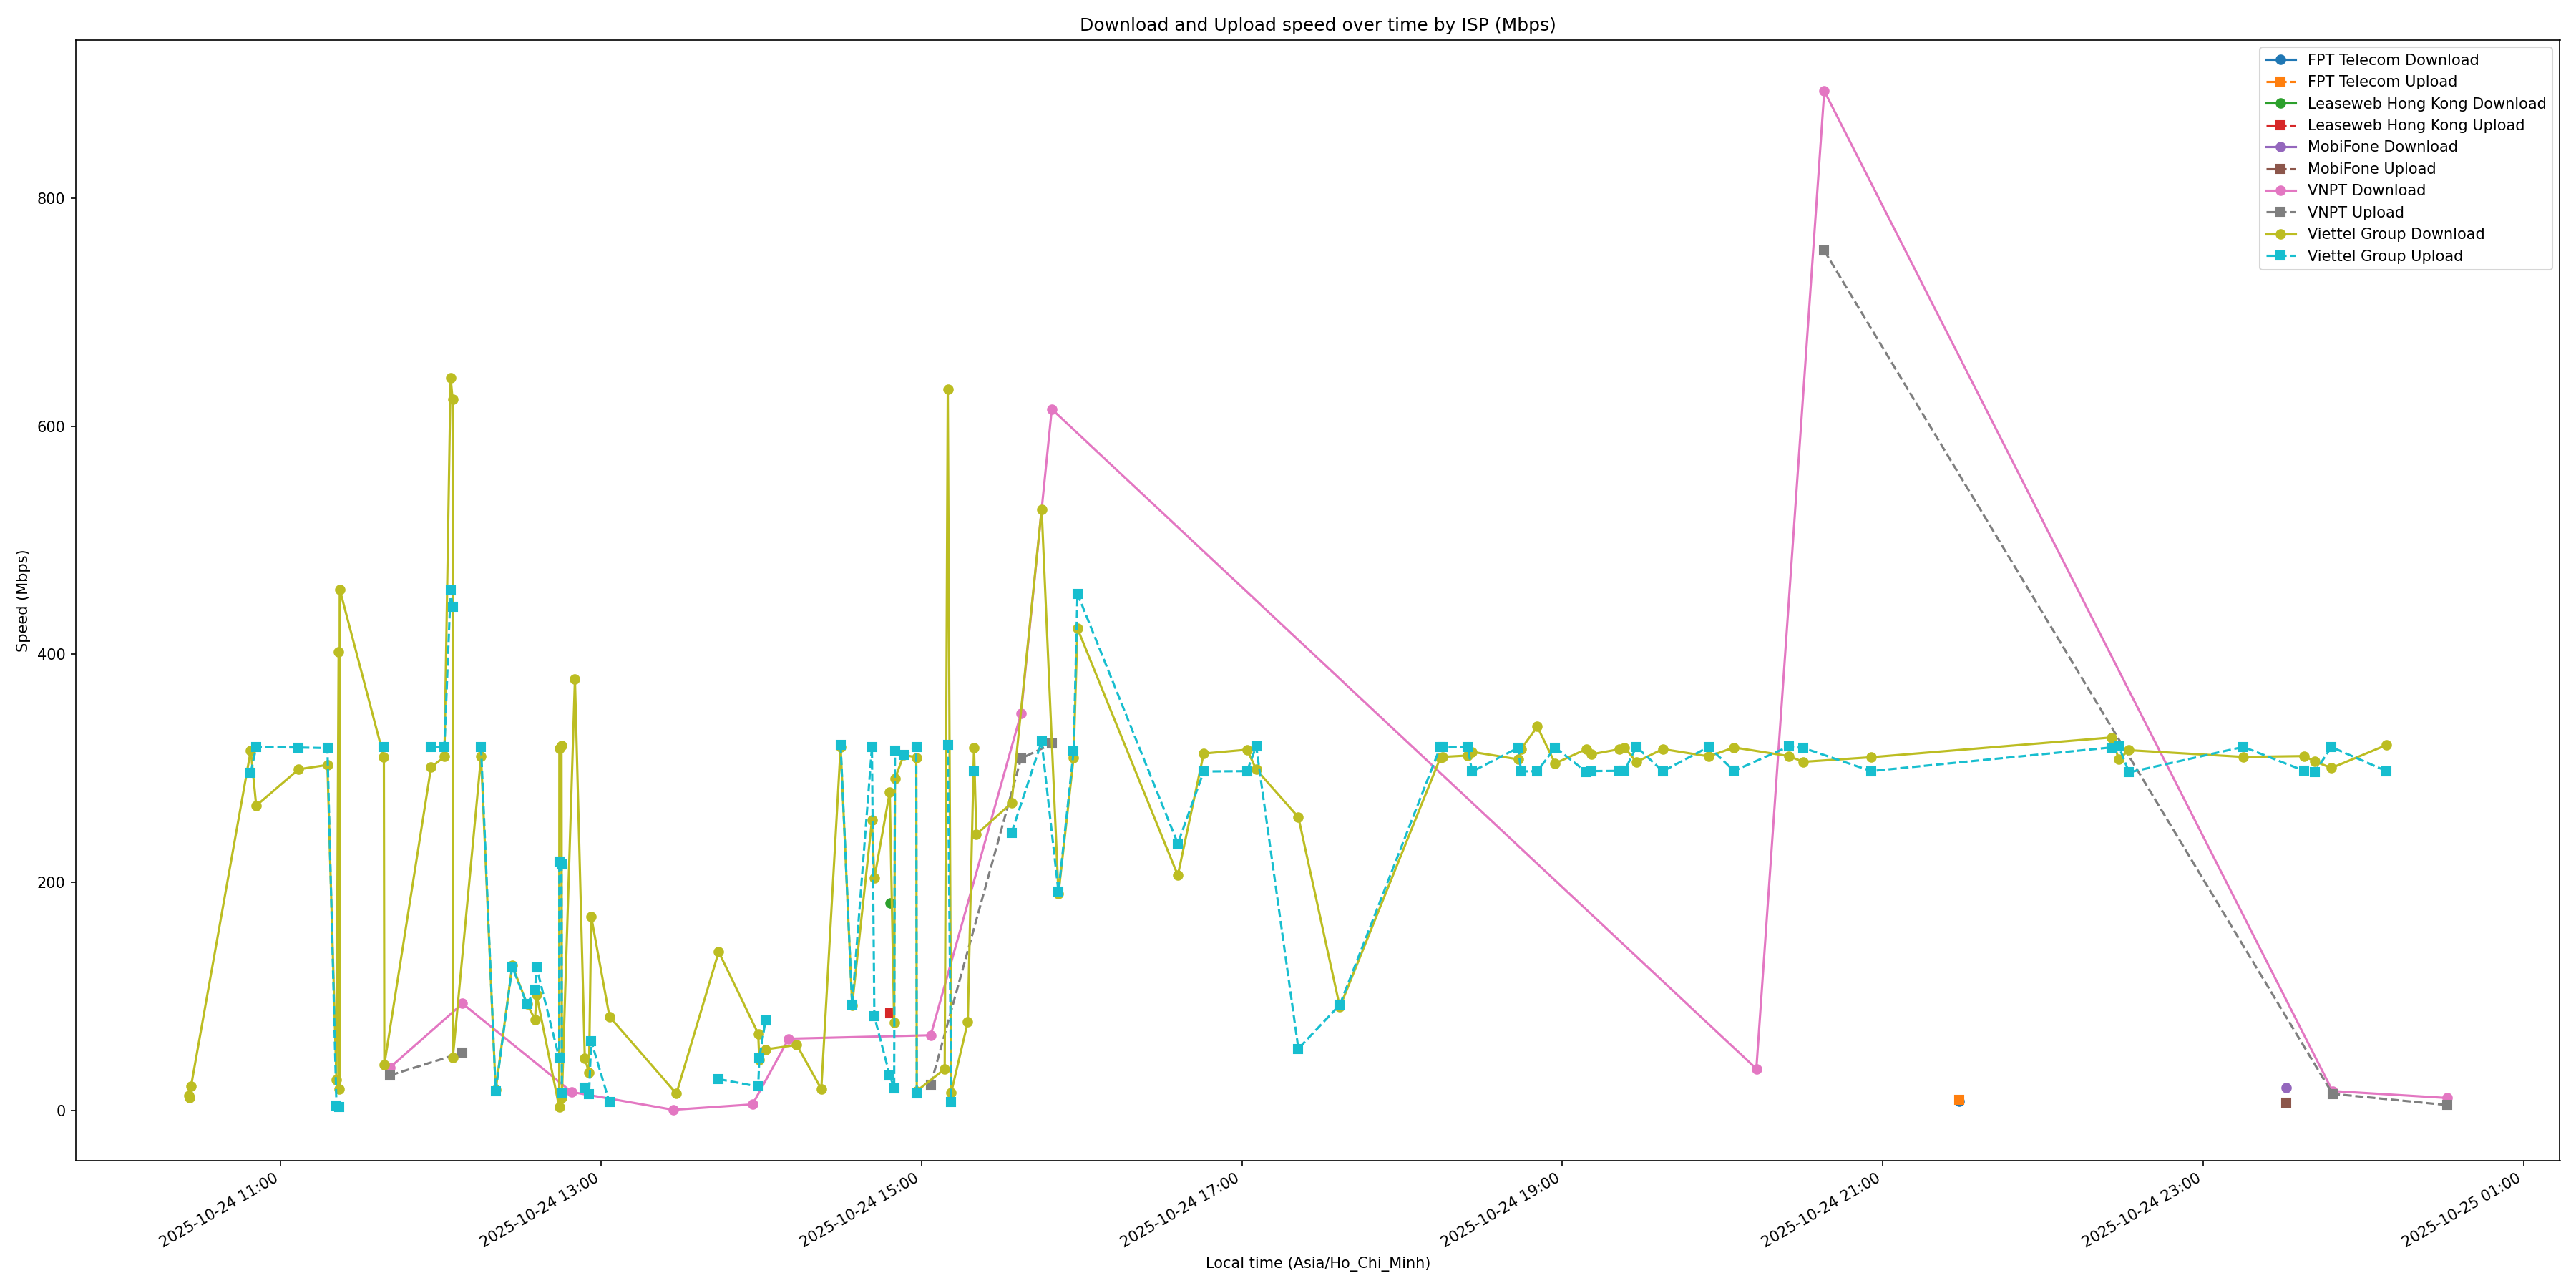 Download and Upload speed over time by ISP (Mbps)
FPT Telecom Download
FPT Telecom Upload
Leaseweb Hong Kong Download
Leaseweb Hong Kong Upload
MobiFone Download
MobiFone Upload
VNPT Download
VNPT Upload
Viettel Group Download
Viettel Group Upload
Speed (Mbps)
800
600
400
200
0
2025-10-24 11:00
2025-10-24 13:00
2025-10-24 15:00
2025-10-24 17:00
2025-10-24 19:00
2025-10-24 21:00
2025-10-24 23:00
2025-10-25 01:00
Local time (Asia/Ho_Chi_Minh)